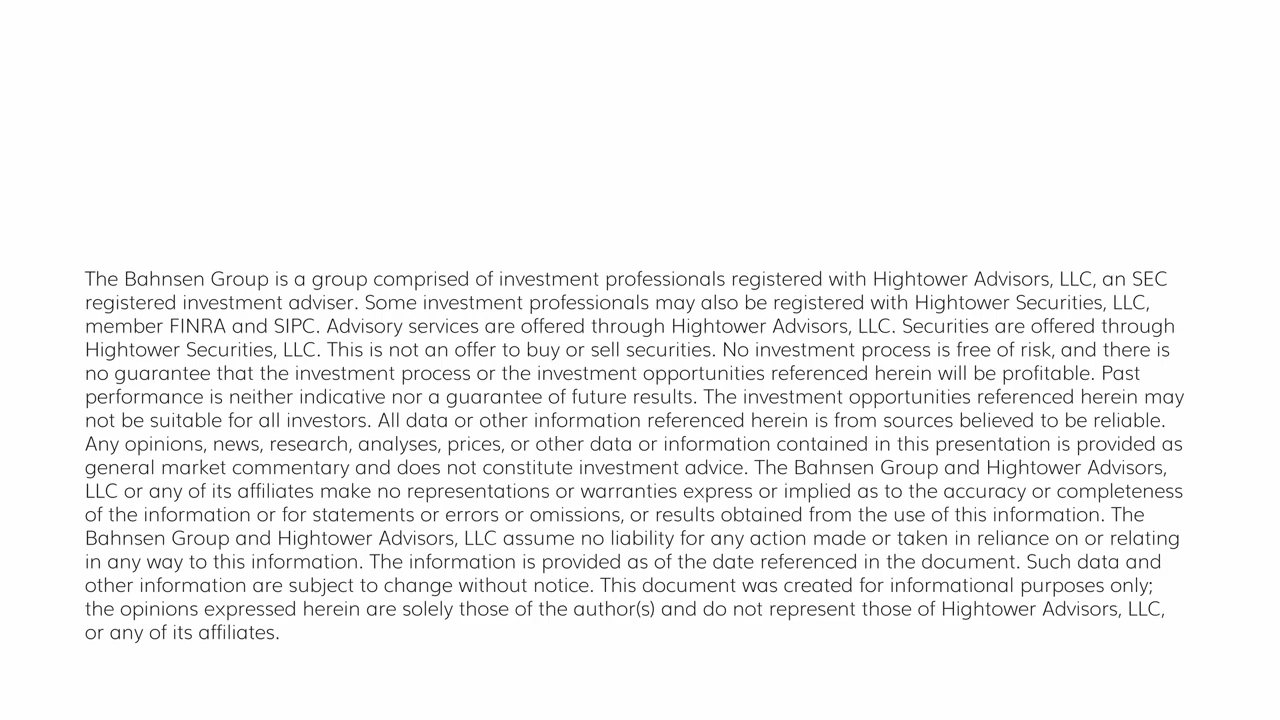 The Bahnsen Group is a group comprised of investment professionals registered with Hightower Advisors, LLC, an SEC
registered investment adviser. Some investment professionals may also be registered with Hightower Securities, LLC,
member FINRA and SIPC. Advisory services are offered through Hightower Advisors, LLC. Securities are offered through
Hightower Securities, LLC. This is not an offer to buy or sell securities. No investment process is free of risk, and there is
no guarantee that the investment process or the investment opportunities referenced herein will be profitable. Past
performance is neither indicative nor a guarantee of future results. The investment opportunities referenced herein may
not be suitable for all investors. All data or other information referenced herein is from sources believed to be reliable.
Any opinions, news, research, analyses, prices, or other data or information contained in this presentation is provided as
general market commentary and does not constitute investment advice. The Bahnsen Group and Hightower Advisors,
LLC or any of its affiliates make no representations or warranties express or implied as to the accuracy or completeness
of the information or for statements or errors or omissions, or results obtained from the use of this information. The
Bahnsen Group and Hightower Advisors, LLC assume no liability for any action made or taken in reliance on or relating
in any way to this information. The information is provided as of the date referenced in the document. Such data and
other information are subject to change without notice. This document was created for informational purposes only;
the opinions expressed herein are solely those of the author(s) and do not represent those of Hightower Advisors, LLC,
or any of its affiliates.